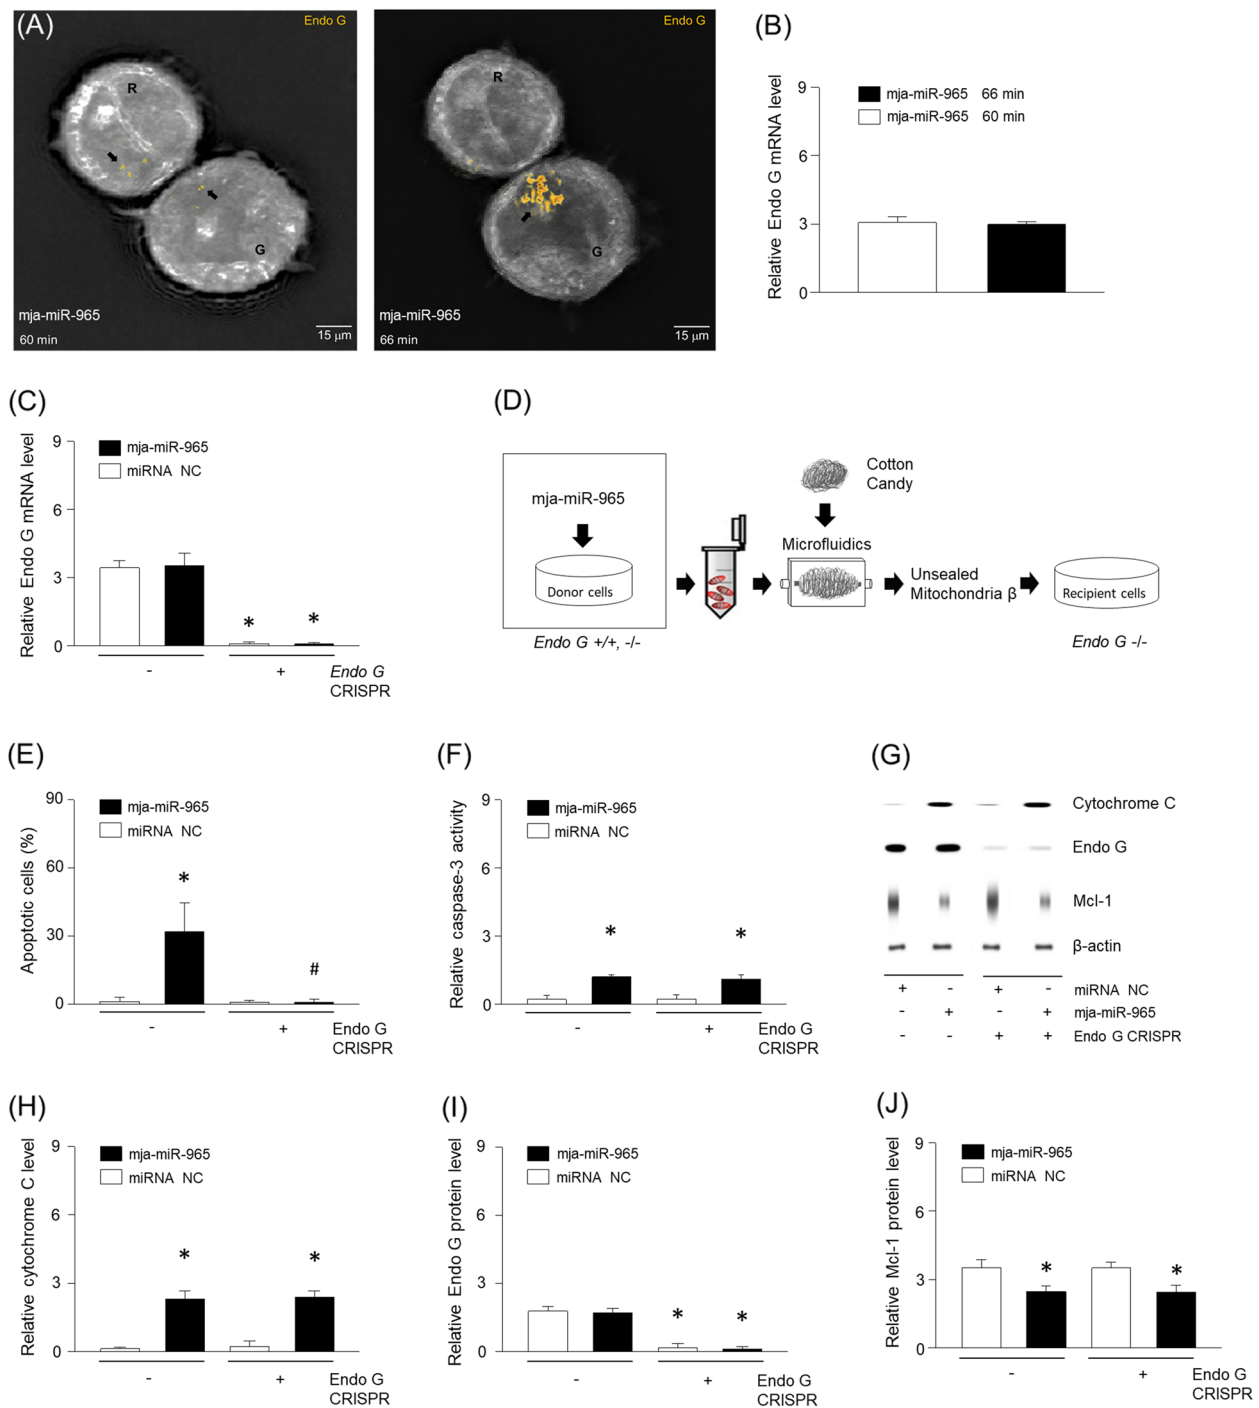 (A)
Endo G
R
G
mja-miR-965
60 min
15 µm
Endo G
R
G
mja-miR-965
66 min
15 µm
(B)
Relative Endo G mRNA level
9
6
3
0
mja-miR-965 66 min
mja-miR-965 60 min
(C)
Relative Endo G mRNA level
9
6
3
0
mja-miR-965
miRNA NC
* *
- + Endo G
CRISPR
(D)
mja-miR-965
Donor cells
Endo G +/+, -/-
Cotton
Candy
Microfluidics
Unsealed
Mitochondria β
Recipient cells
Endo G -/-
(E)
Apoptotic cells (%)
90
60
30
0
mja-miR-965
miRNA NC
* #
- + Endo G
CRISPR
(F)
Relative caspase-3 activity
9
6
3
0
mja-miR-965
miRNA NC
* *
- + Endo G
CRISPR
(G)
Cytochrome C
Endo G
Mcl-1
β-actin
+ - + - miRNA NC
- + - + mja-miR-965
- - + + Endo G CRISPR
(H)
Relative cytochrome C level
9
6
3
0
mja-miR-965
miRNA NC
* *
- + Endo G
CRISPR
(I)
Relative Endo G protein level
9
6
3
0
mja-miR-965
miRNA NC
* *
- + Endo G
CRISPR
(J)
Relative Mcl-1 protein level
9
6
3
0
mja-miR-965
miRNA NC
* *
- + Endo G
CRISPR